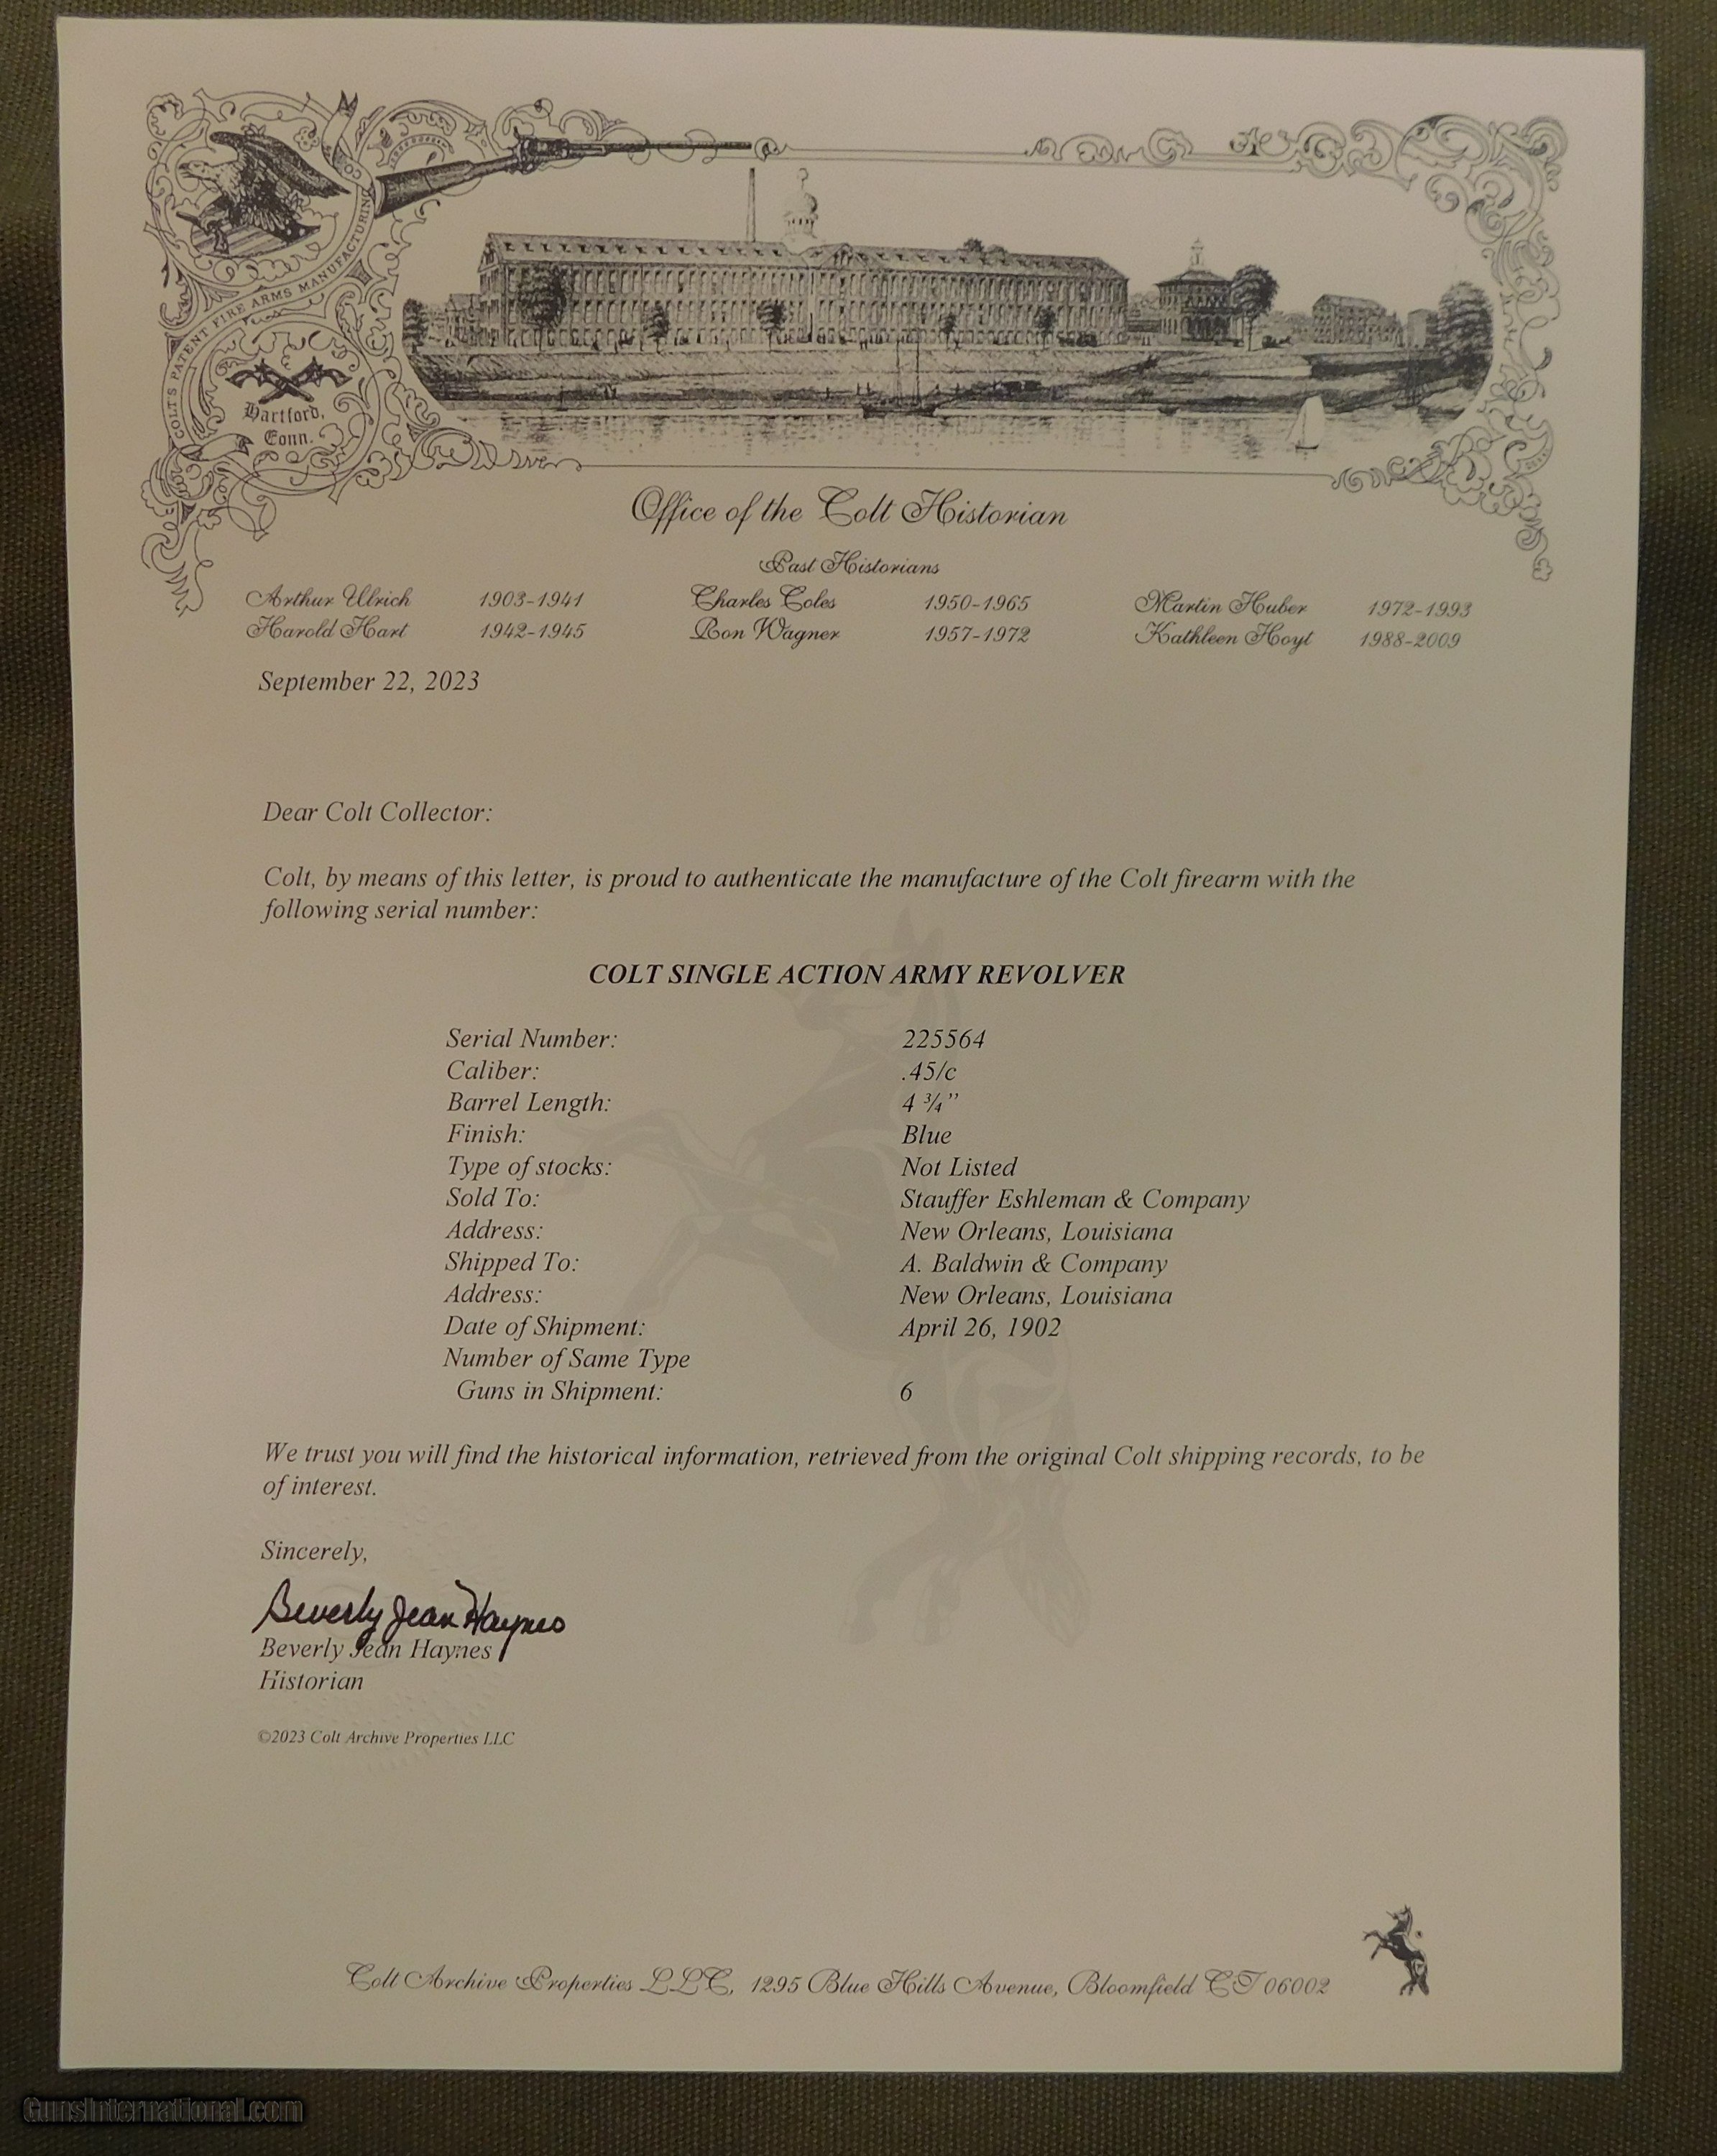 COLT'S PATENT FIRE ARMS MANUFACTURING CO
Hartford,
Conn.
Office of the Colt Historian
Past Historians
Arthur Ulrich 1903-1941 Charles Coles 1950-1965 Martin Huber 1972-1993
Harold Hart 1942-1945 Ron Wagner 1957-1972 Kathleen Hoyt 1988-2009
September 22, 2023
Dear Colt Collector:
Colt, by means of this letter, is proud to authenticate the manufacture of the Colt firearm with the
following serial number:
COLT SINGLE ACTION ARMY REVOLVER
Serial Number: 225564
Caliber: .45/c
Barrel Length: 4 ¾”
Finish: Blue
Type of stocks: Not Listed
Sold To: Stauffer Eshleman & Company
Address: New Orleans, Louisiana
Shipped To: A. Baldwin & Company
Address: New Orleans, Louisiana
Date of Shipment: April 26, 1902
Number of Same Type
Guns in Shipment: 6
We trust you will find the historical information, retrieved from the original Colt shipping records, to be
of interest.
Sincerely,
Beverly Jean Haynes
Beverly Jean Haynes
Historian
©2023 Colt Archive Properties LLC
Colt Archive Properties LLC, 1295 Blue Hills Avenue, Bloomfield CT 06002
GunsInternational.com